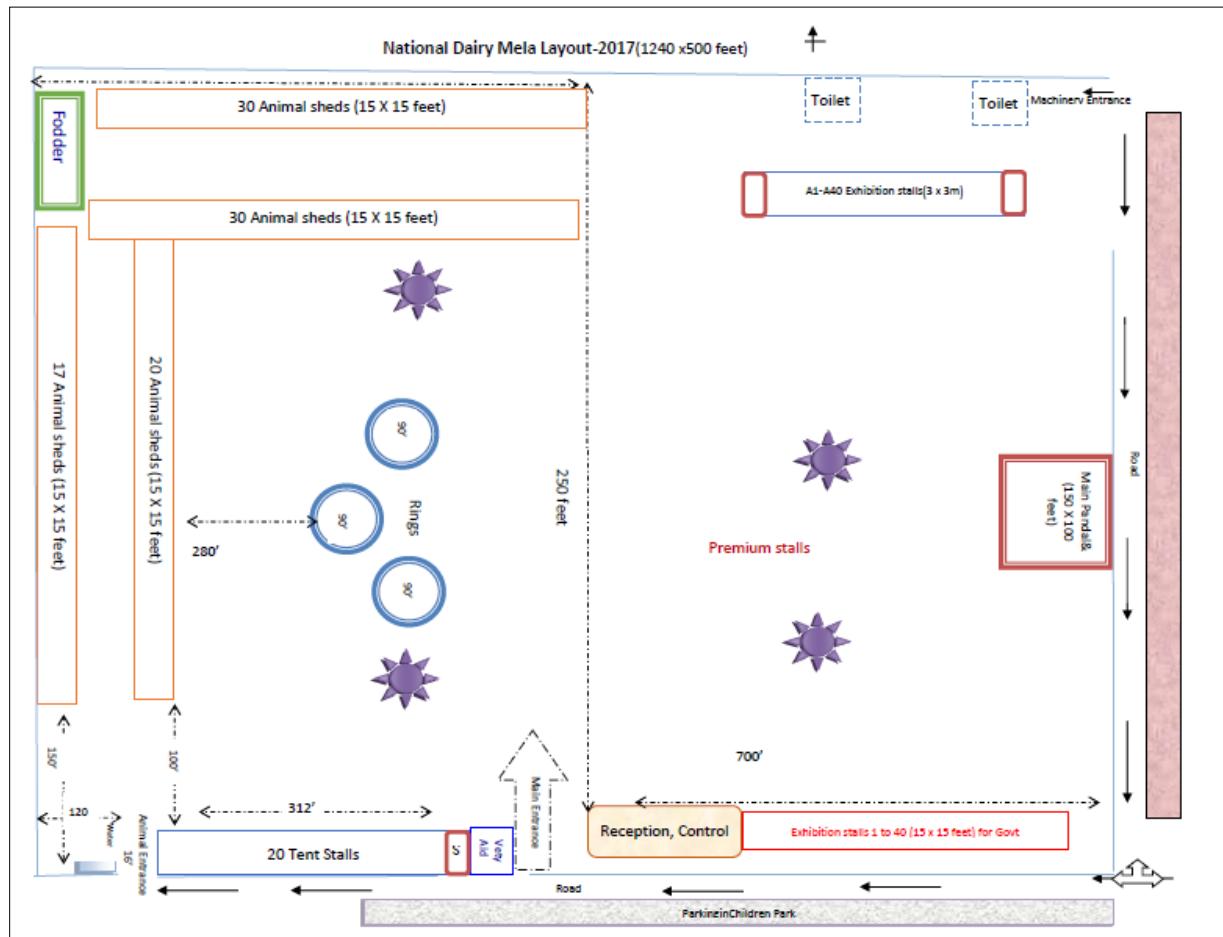 National Dairy Mela Layout-2017(1240 x500 feet)
Toilet
Toilet
Machinery Entrance
Fodder
30 Animal sheds (15 X 15 feet)
A1-A40 Exhibition stalls(3 x 3m)
30 Animal sheds (15 X 15 feet)
17 Animal sheds (15 X 15 feet)
20 Animal sheds (15 X 15 feet)
90'
90'
90'
Rings
280'
250 feet
Premium stalls
Main Pandal&
(150 X 100
feet)
Road
150'
100'
120
312'
700'
Water
Animal Entrance
16'
20 Tent Stalls
S
Vety
Aid
Main Entrance
Reception, Control
Exhibition stalls 1 to 40 (15 x 15 feet) for Govt
Road
ParkinginChildren Park